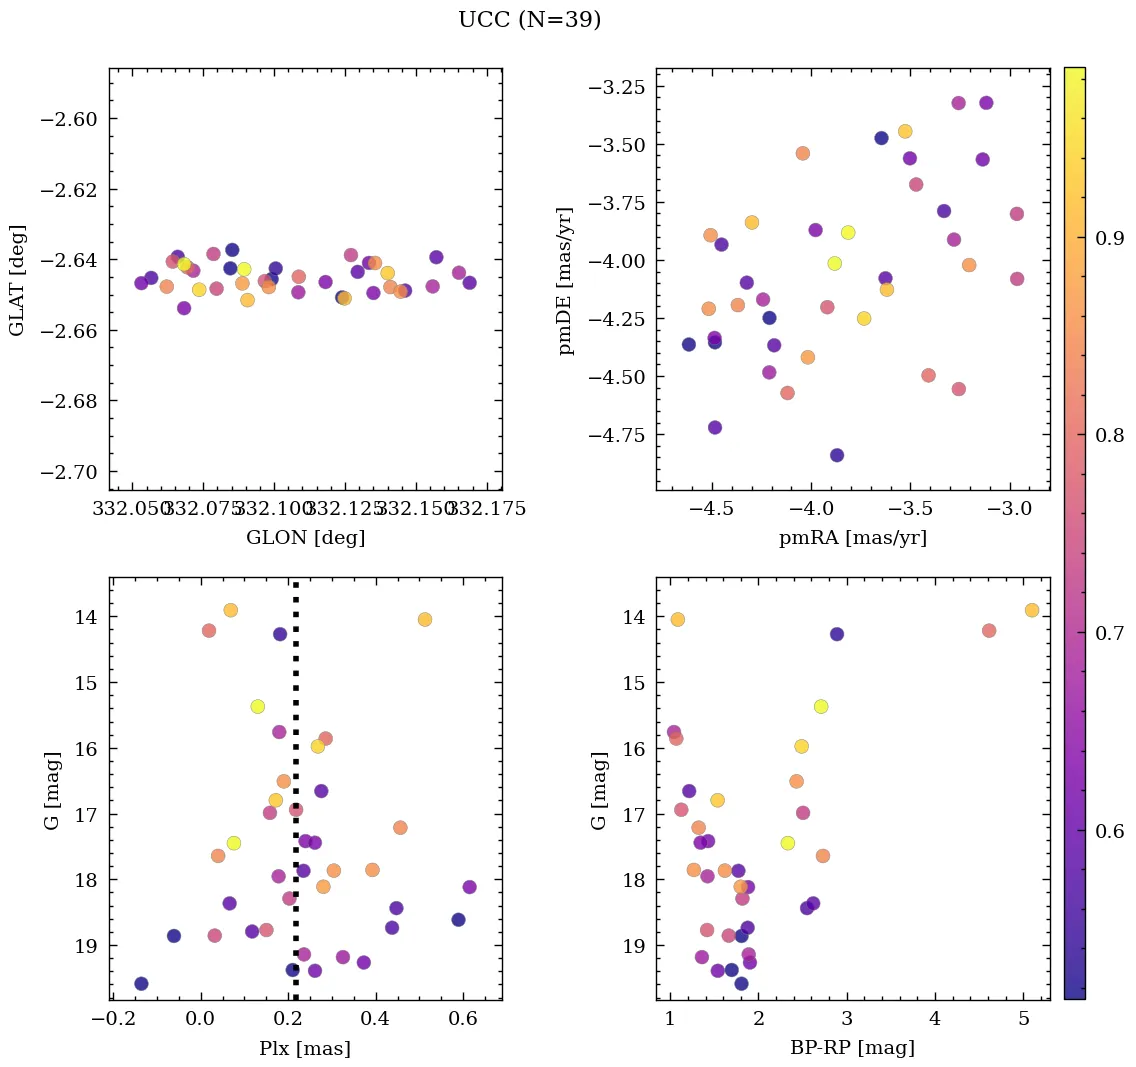 UCC (N=39)
−2.60
−2.62
−2.64
−2.66
−2.68
−2.70
GLAT [deg]
332.050 332.075 332.100 332.125 332.150 332.175
GLON [deg]
−3.25
−3.50
−3.75
−4.00
−4.25
−4.50
−4.75
pmDE [mas/yr]
−4.5 −4.0 −3.5 −3.0
pmRA [mas/yr]
14
15
16
17
18
19
G [mag]
−0.2 0.0 0.2 0.4 0.6
Plx [mas]
14
15
16
17
18
19
G [mag]
1 2 3 4 5
BP-RP [mag]
0.9
0.8
0.7
0.6